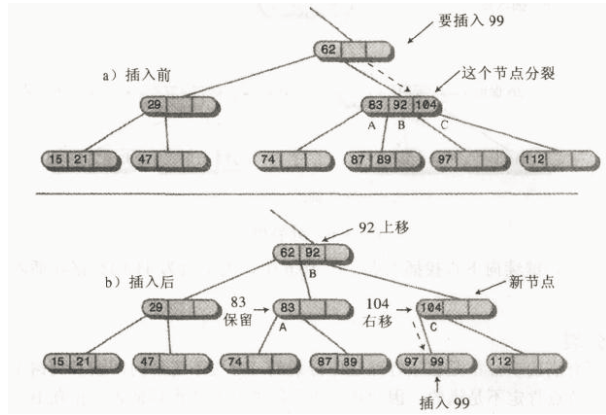 要插入 99
62
a）插入前
这个节点分裂
29
83 92 104
A B C
15 21
47
74
87 89
97
112
92 上移
62 92
B
b）插入后
新节点
29
83
保留
83
A
104
右移
104
C
15 21
47
74
87 89
97 99
112
插入 99